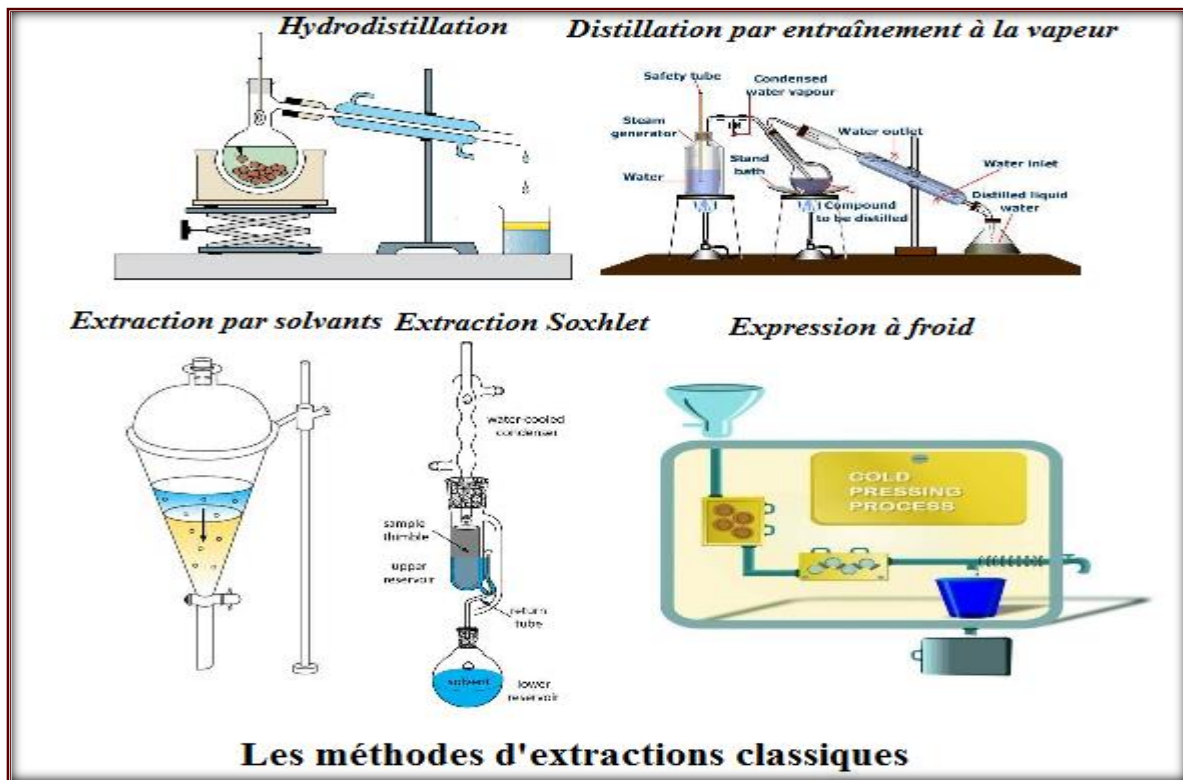 Hydrodistillation
Distillation par entraînement à la vapeur
Safety tube
Condensed
water vapour
Steam
generator
Water outlet
Water
Stand
bath
Water inlet
Compound
to be distilled
Distilled liquid
water
Extraction par solvants
Extraction Soxhlet
Expression à froid
water-cooled
condenser
sample
thimble
upper
reservoir
return
tube
solvent
lower
reservoir
COLD
PRESSING
PROCESS
Les méthodes d'extractions classiques